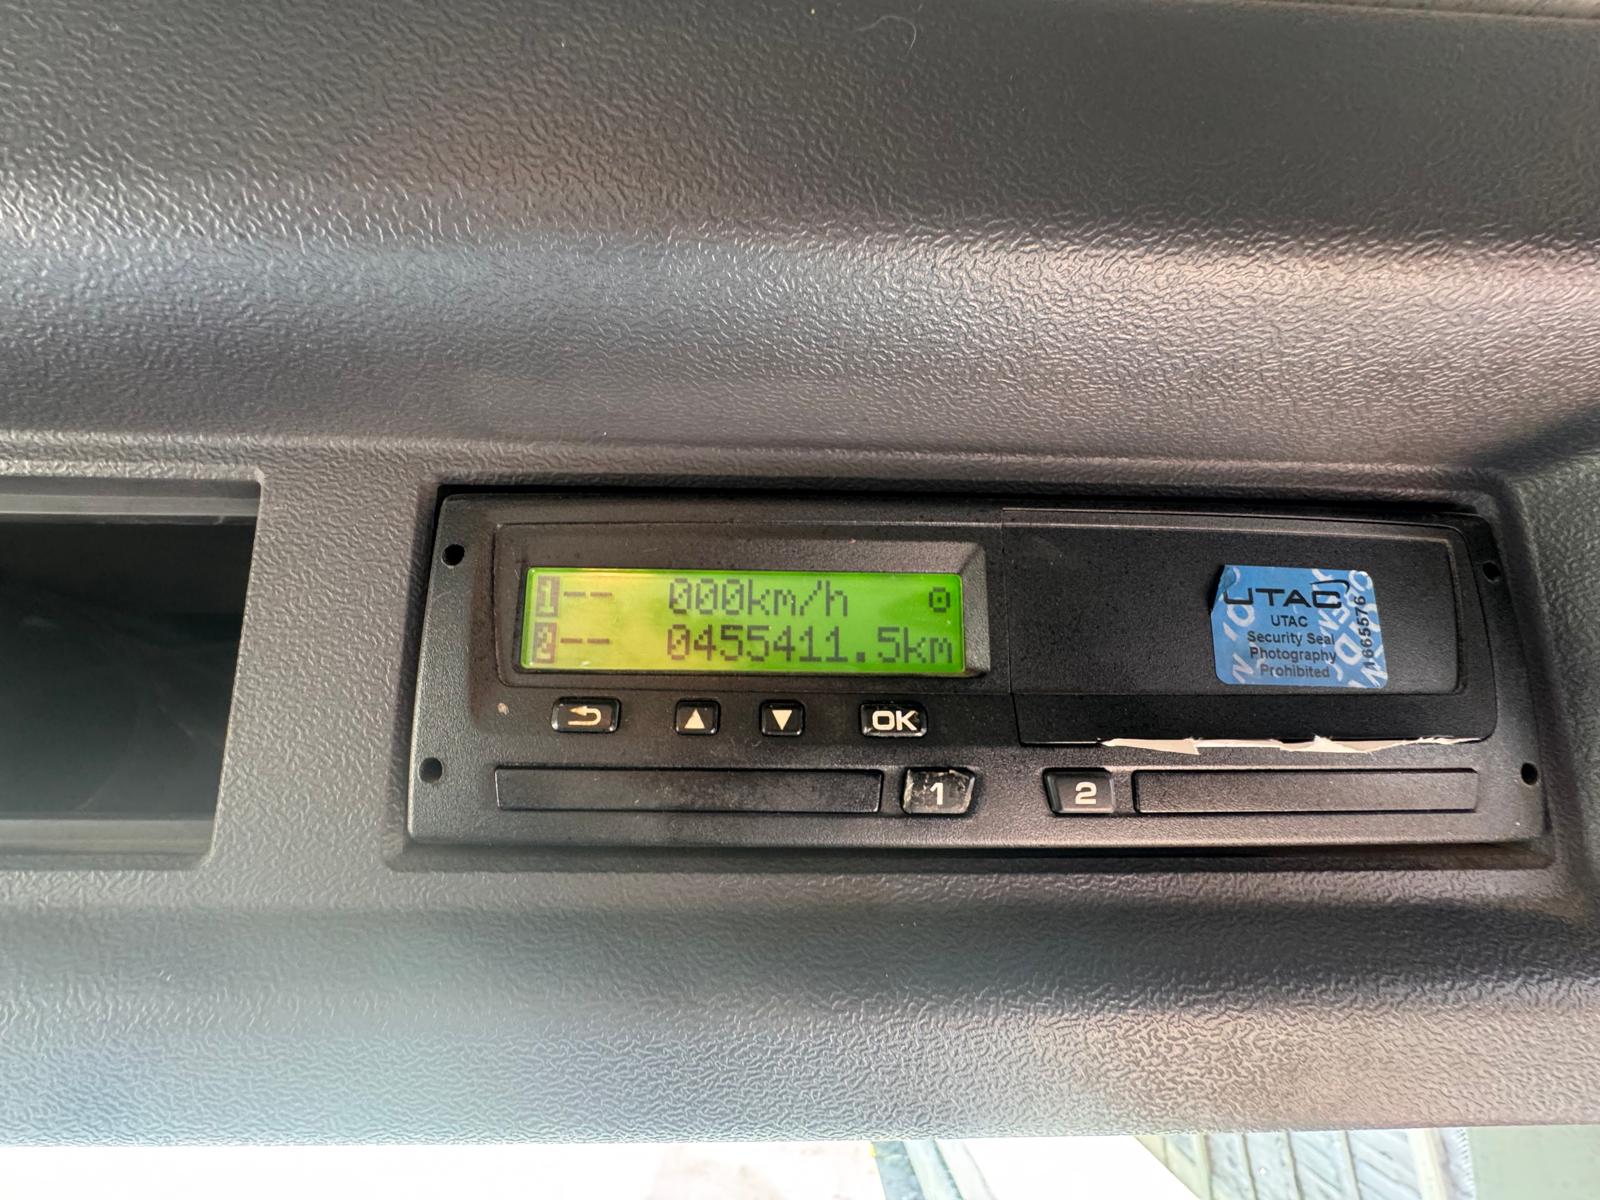 1-- 000km/h
2-- 0455411.5km
OK
1
2
UTAC
UTAC
Security Seal
Photography
Prohibited
1665576